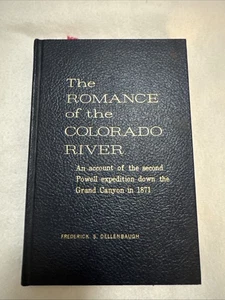 The
ROMANCE
of the
COLORADO
RIVER
An account of the second
Powell expedition down the
Grand Canyon in 1871
FREDERICK S. DELLENBAUGH